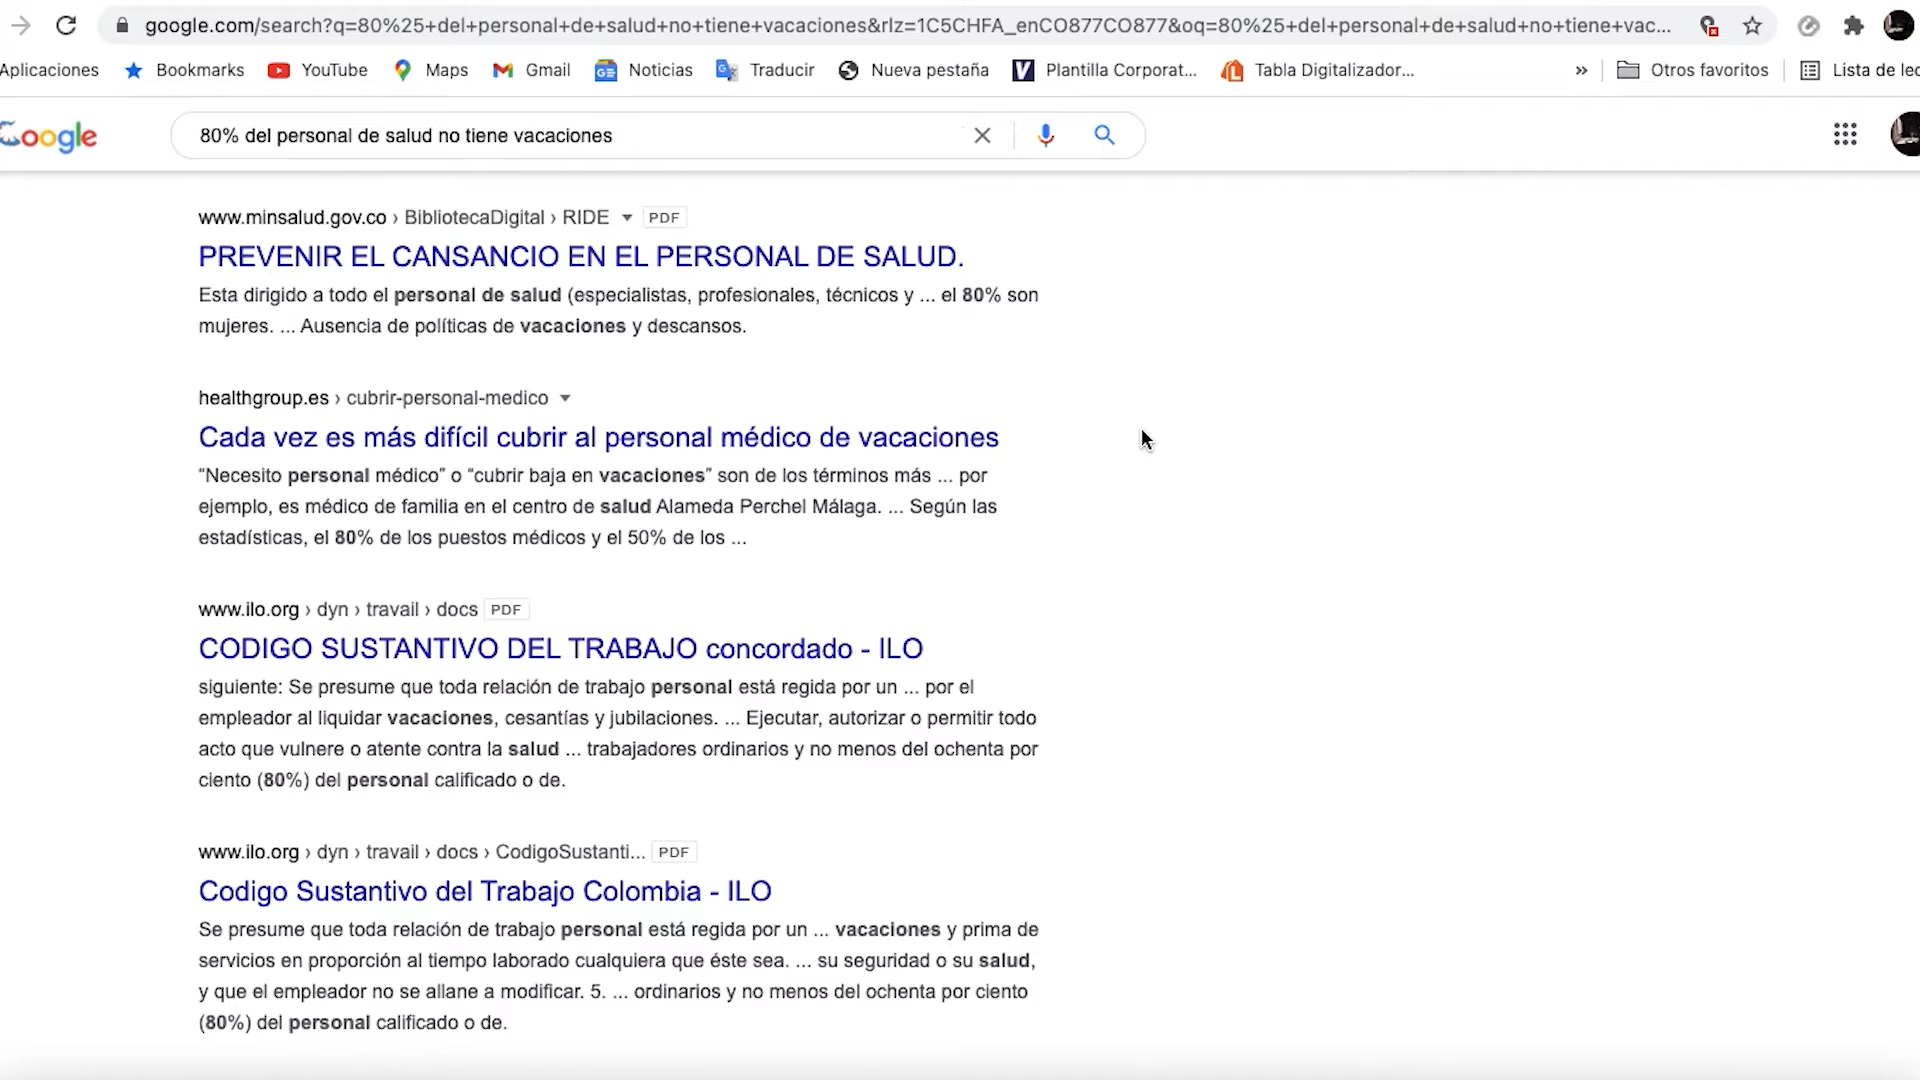 google.com/search?q=80%25+del+personal+de+salud+no+tiene+vacaciones&rlz=1C5CHFA_enCO877CO877&oq=80%25+del+personal+de+salud+no+tiene+vac...
Aplicaciones Bookmarks YouTube Maps Gmail Noticias Traducir Nueva pestaña Plantilla Corporat... Tabla Digitalizador... » Otros favoritos Lista de lec
Google 80% del personal de salud no tiene vacaciones
www.minsalud.gov.co › BibliotecaDigital › RIDE PDF
PREVENIR EL CANSANCIO EN EL PERSONAL DE SALUD.
Esta dirigido a todo el personal de salud (especialistas, profesionales, técnicos y ... el 80% son
mujeres. ... Ausencia de políticas de vacaciones y descansos.
healthgroup.es › cubrir-personal-medico
Cada vez es más difícil cubrir al personal médico de vacaciones
“Necesito personal médico” o “cubrir baja en vacaciones” son de los términos más ... por
ejemplo, es médico de familia en el centro de salud Alameda Perchel Málaga. ... Según las
estadísticas, el 80% de los puestos médicos y el 50% de los ...
www.ilo.org › dyn › travail › docs PDF
CODIGO SUSTANTIVO DEL TRABAJO concordado - ILO
siguiente: Se presume que toda relación de trabajo personal está regida por un ... por el
empleador al liquidar vacaciones, cesantías y jubilaciones. ... Ejecutar, autorizar o permitir todo
acto que vulnere o atente contra la salud ... trabajadores ordinarios y no menos del ochenta por
ciento (80%) del personal calificado o de.
www.ilo.org › dyn › travail › docs › CodigoSustanti... PDF
Codigo Sustantivo del Trabajo Colombia - ILO
Se presume que toda relación de trabajo personal está regida por un ... vacaciones y prima de
servicios en proporción al tiempo laborado cualquiera que éste sea. ... su seguridad o su salud,
y que el empleador no se allane a modificar. 5. ... ordinarios y no menos del ochenta por ciento
(80%) del personal calificado o de.